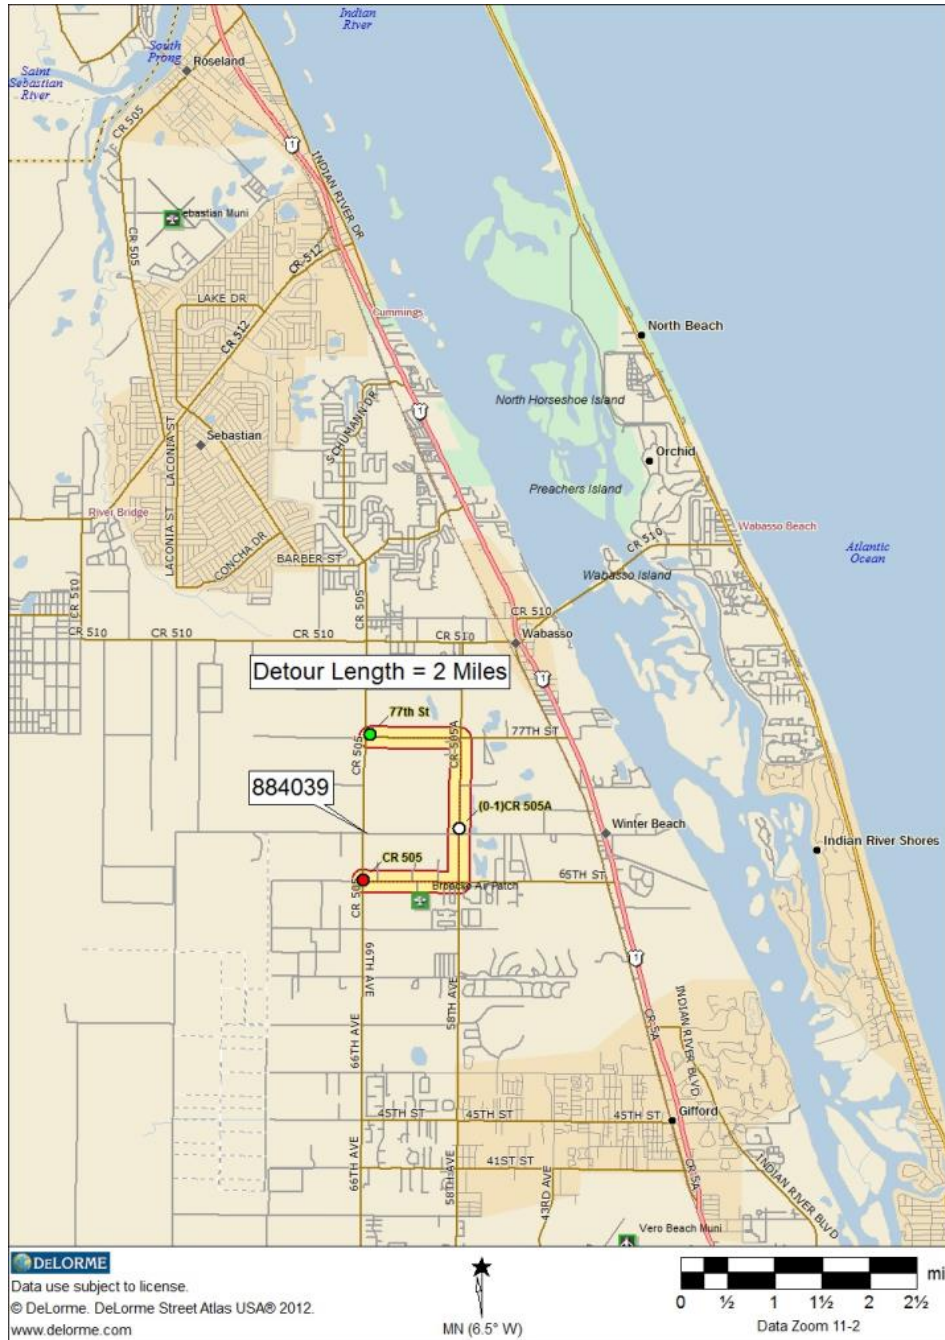 Indian
River
South
Prong
Roseland
Saint
Sebastian
River
CR 505
1
INDIAN RIVER DR
ebastian Muni
CR 505
CR-512
LAKE DR
Cummings
CR 512
North Beach
North Horseshoe Island
1
SCHUMANN DR
Sebastian
LACONIA ST
Orchid
Preachers Island
River Bridge
Wabasso Beach
CR 510
Atlantic
Ocean
LACONIA ST
CONCHA DR
BARBER ST
Wabasso Island
CR 510
CR 505
CR 510
CR 510
CR 510
CR 510
CR 510
Wabasso
Detour Length = 2 Miles
1
77th St
CR 505
CR-505A
77TH ST
884039
(0-1)CR 505A
Winter Beach
Indian River Shores
CR 505
65TH ST
66TH AVE
58TH AVE
1
66TH AVE
CR-5A
INDIAN RIVER BLVD
45TH ST
45TH ST
45TH ST
Gifford
66TH AVE
58TH AVE
41ST ST
43RD AVE
CR-5A
INDIAN RIVER BLVD
Vero Beach Muni
DELORME
Data use subject to license.
© DeLorme. DeLorme Street Atlas USA® 2012.
www.delorme.com
N
MN (6.5° W)
mi
0 ½ 1 1½ 2 2½
Data Zoom 11-2